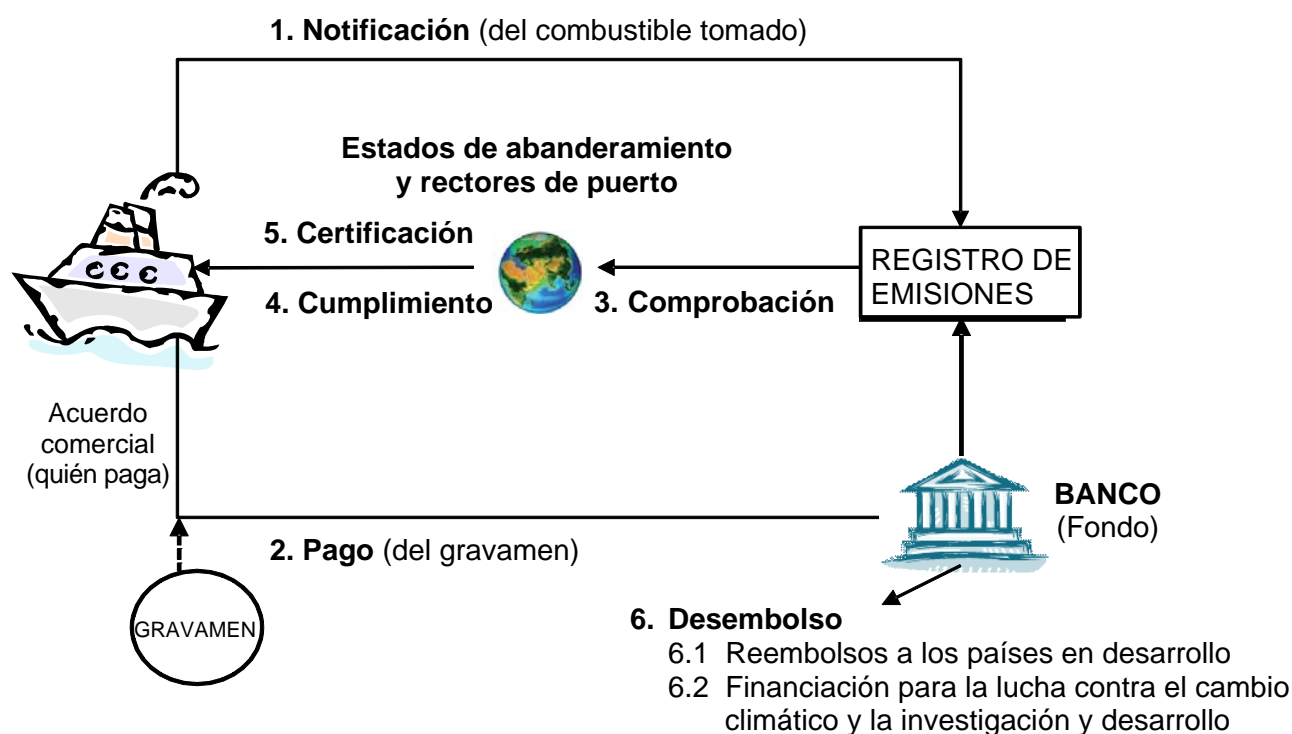 1. Notificación (del combustible tomado)
Estados de abanderamiento
y rectores de puerto
5. Certificación
4. Cumplimiento
3. Comprobación
REGISTRO DE
EMISIONES
Acuerdo
comercial
(quién paga)
BANCO
(Fondo)
2. Pago (del gravamen)
GRAVAMEN
6. Desembolso
6.1 Reembolsos a los países en desarrollo
6.2 Financiación para la lucha contra el cambio
climático y la investigación y desarrollo